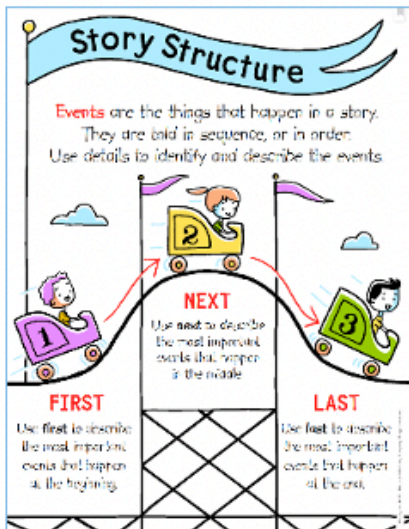 Story Structure
Events are the things that happen in a story.
They are told in sequence, or in order.
Use details to identify and describe the events.
2
1
3
NEXT
Use next to describe
the most important
events that happen
in the middle.
FIRST
Use first to describe
the most important
events that happen
at the beginning.
LAST
Use last to describe
the most important
events that happen
at the end.